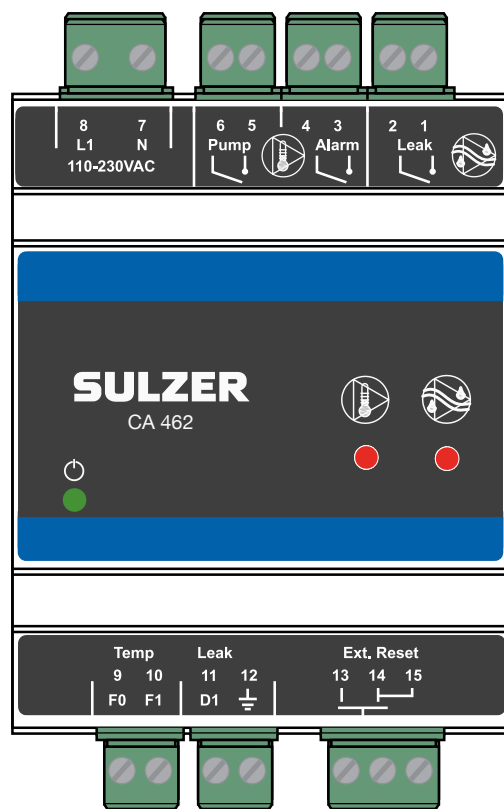 8 7 6 5 4 3 2 1
L1 N Pump Alarm Leak
110-230VAC
SULZER
CA 462
Temp Leak Ext. Reset
9 10 11 12 13 14 15
F0 F1 D1